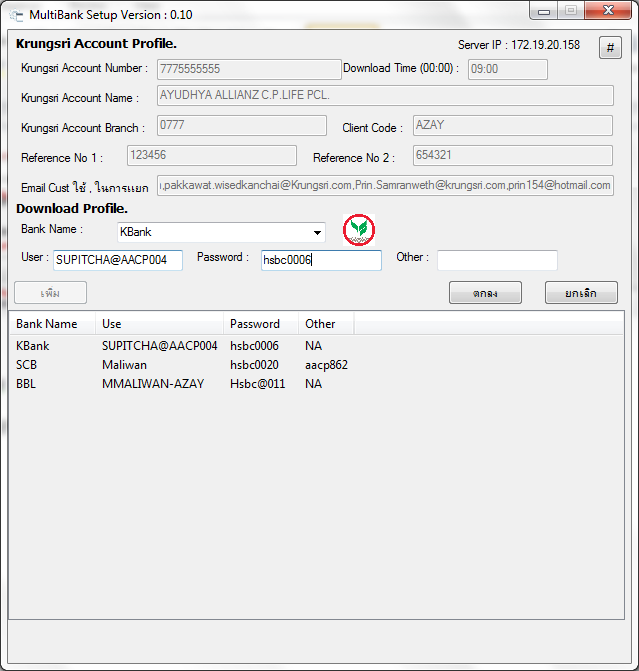 MultiBank Setup Version : 0.10
Krungsri Account Profile.
Server IP : 172.19.20.158
#
Krungsri Account Number : 7775555555 Download Time (00:00) : 09:00
Krungsri Account Name : AYUDHYA ALLIANZ C.P.LIFE PCL.
Krungsri Account Branch : 0777 Client Code : AZAY
Reference No 1 : 123456 Reference No 2 : 654321
Email Cust ใช้ , ในการแยก i,pakkawat.wisedkanchai@Krungsri.com,Prin.Samranweth@krungsri.com,prin154@hotmail.com
Download Profile.
Bank Name : KBank
User : SUPITCHA@AACP004 Password : hsbc0006 Other :
เพิ่ม ตกลง ยกเลิก
Bank Name Use Password Other
KBank SUPITCHA@AACP004 hsbc0006 NA
SCB Maliwan hsbc0020 aacp862
BBL MMALIWAN-AZAY Hsbc@011 NA